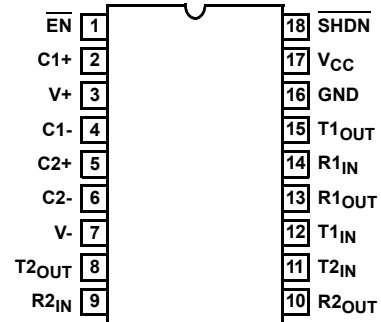 EN 1 18 SHDN
C1+ 2 17 VCC
V+ 3 16 GND
C1- 4 15 T1OUT
C2+ 5 14 R1IN
C2- 6 13 R1OUT
V- 7 12 T1IN
T2OUT 8 11 T2IN
R2IN 9 10 R2OUT